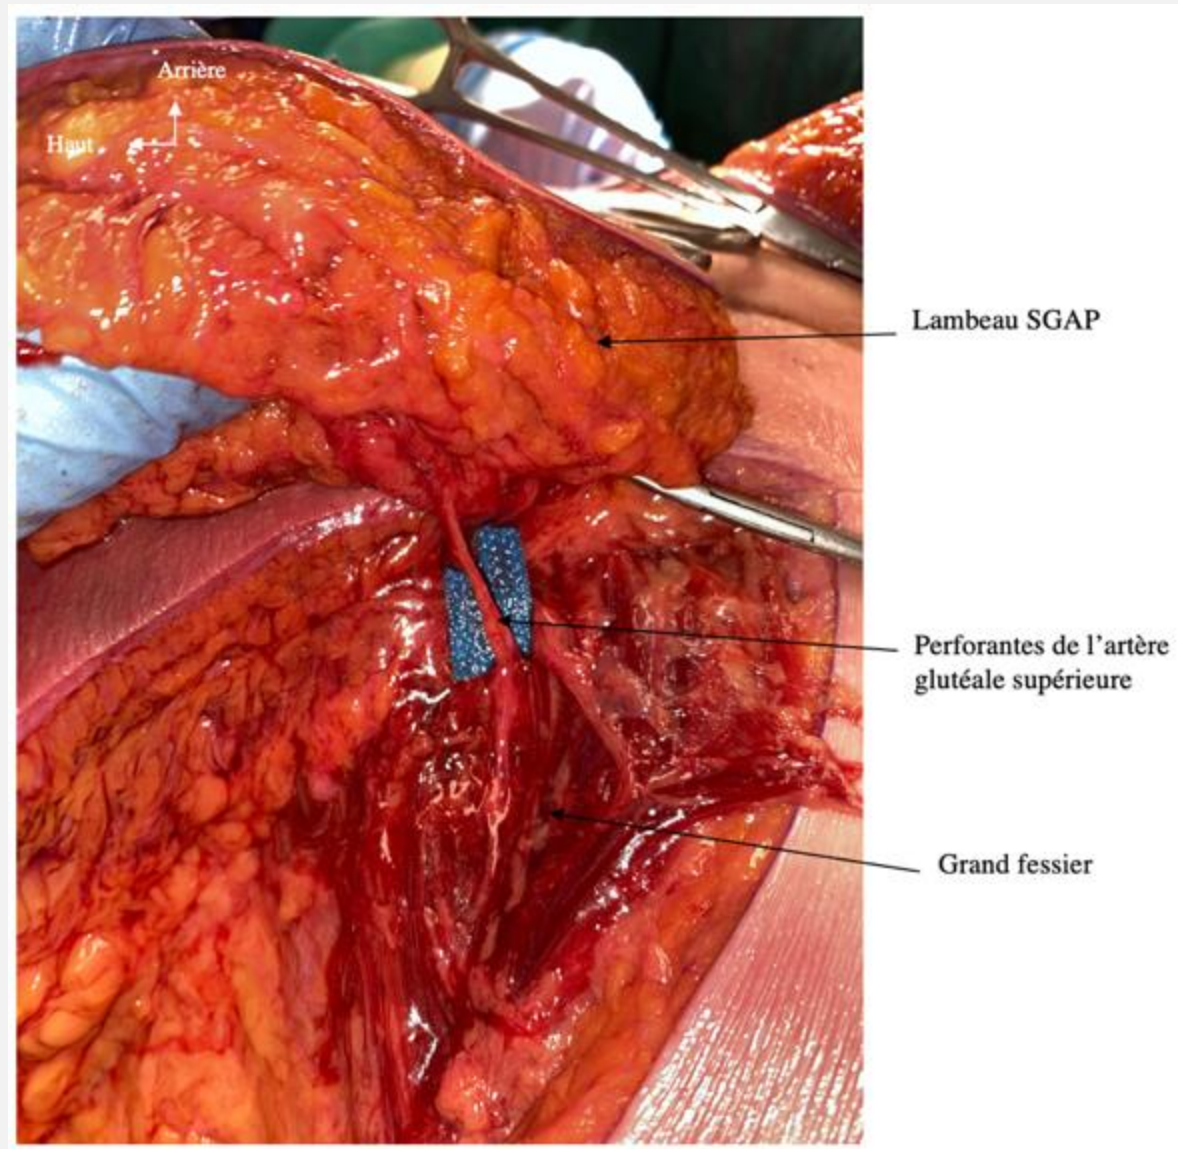 Arrière
Haut
Lambeau SGAP
Perforantes de l’artère
glutéale supérieure
Grand fessier